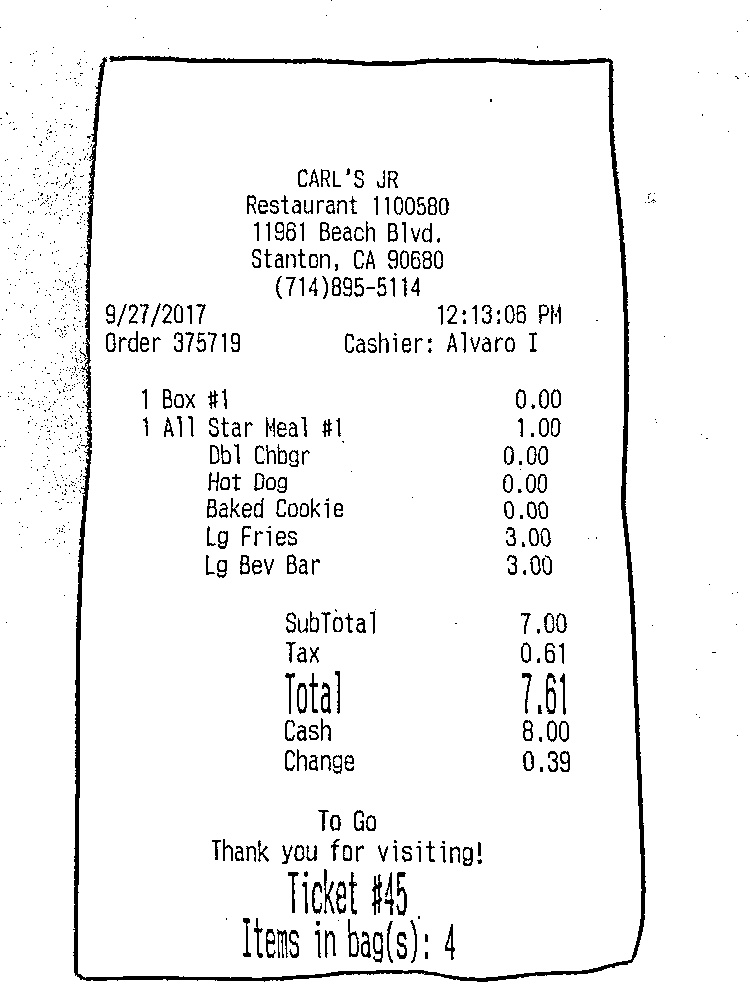 CARL'S JR
Restaurant 1100580
11961 Beach Blvd.
Stanton, CA 90680
(714)895-5114
9/27/2017 12:13:06 PM
Order 375719 Cashier: Alvaro I
1 Box #1 0.00
1 All Star Meal #1 1.00
Dbl Chbgr 0.00
Hot Dog 0.00
Baked Cookie 0.00
Lg Fries 3.00
Lg Bev Bar 3.00
SubTotal 7.00
Tax 0.61
Total 7.61
Cash 8.00
Change 0.39
To Go
Thank you for visiting!
Ticket #45
Items in bag(s): 4